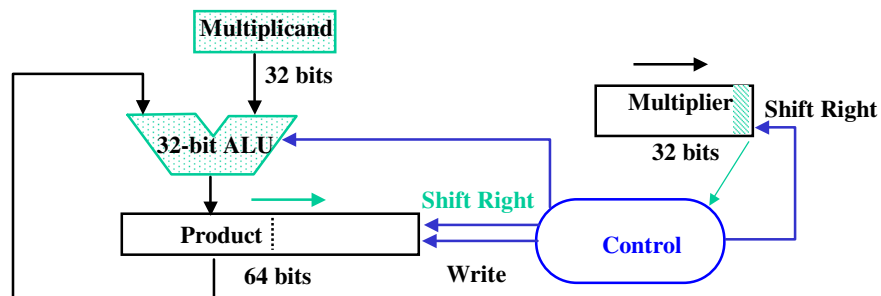 Multiplicand
32 bits
Multiplier
Shift Right
32-bit ALU
32 bits
Shift Right
Product
Control
64 bits
Write